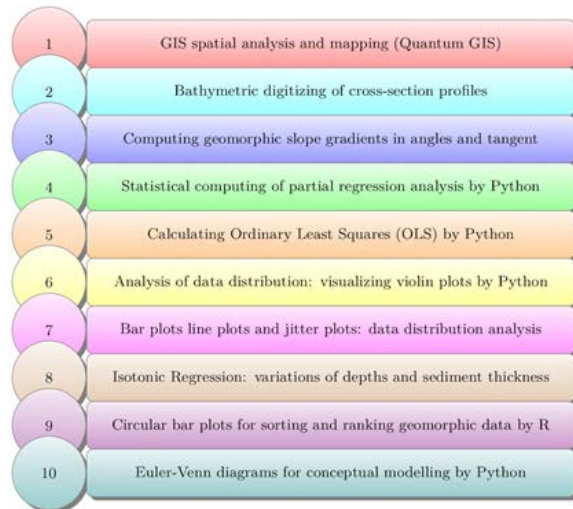 1 GIS spatial analysis and mapping (Quantum GIS)
2 Bathymetric digitizing of cross-section profiles
3 Computing geomorphic slope gradients in angles and tangent
4 Statistical computing of partial regression analysis by Python
5 Calculating Ordinary Least Squares (OLS) by Python
6 Analysis of data distribution: visualizing violin plots by Python
7 Bar plots line plots and jitter plots: data distribution analysis
8 Isotonic Regression: variations of depths and sediment thickness
9 Circular bar plots for sorting and ranking geomorphic data by R
10 Euler-Venn diagrams for conceptual modelling by Python